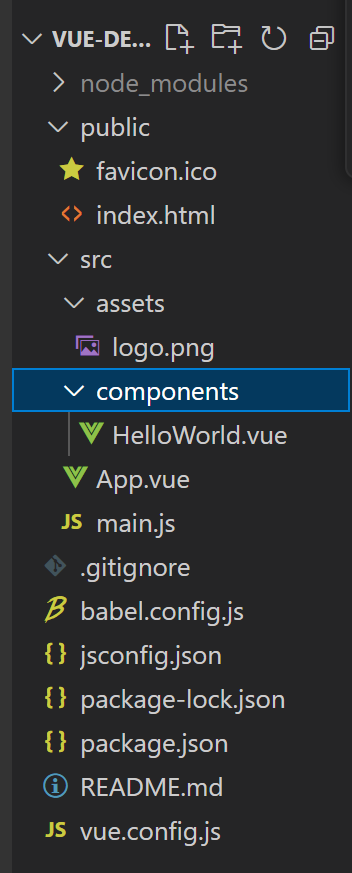 VUE-DE...
node_modules
public
favicon.ico
index.html
src
assets
logo.png
components
HelloWorld.vue
App.vue
JS main.js
.gitignore
babel.config.js
{} jsconfig.json
{} package-lock.json
{} package.json
README.md
JS vue.config.js